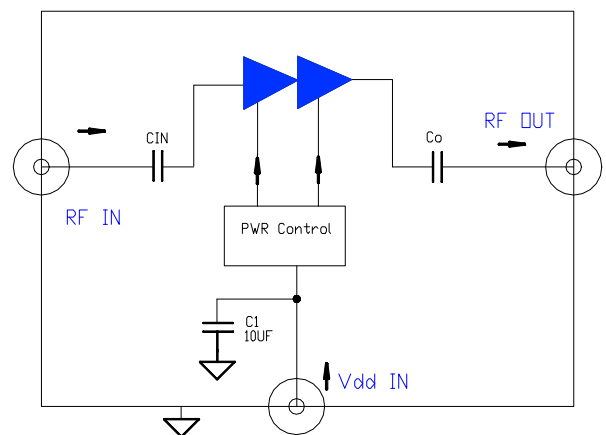 CIN
Co
RF OUT
RF IN
PWR Control
C1
10UF
Vdd IN